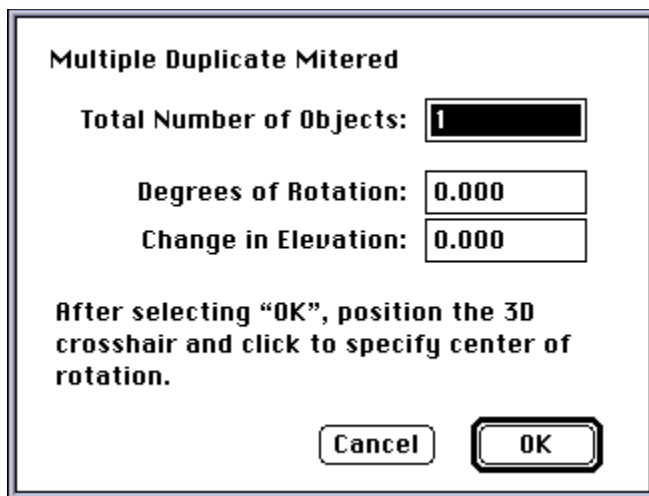 Multiple Duplicate Mitered
Total Number of Objects: 1
Degrees of Rotation: 0.000
Change in Elevation: 0.000
After selecting “OK”, position the 3D
crosshair and click to specify center of
rotation.
Cancel OK